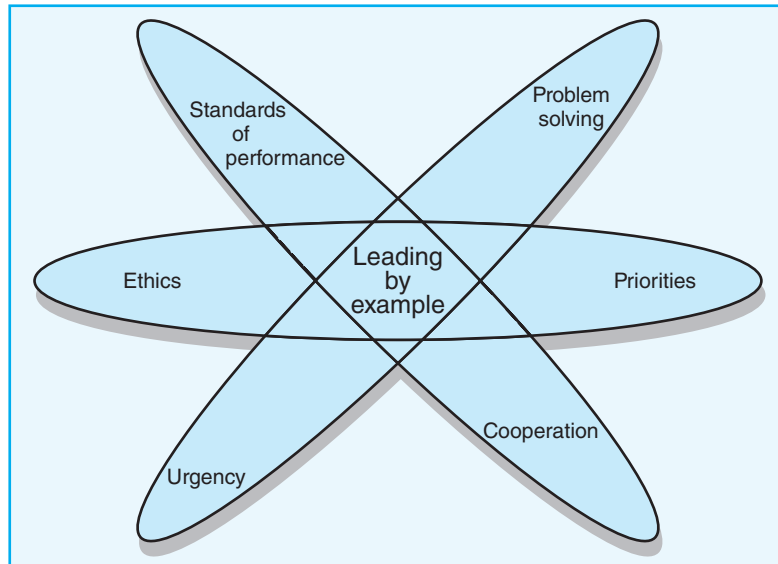 Standards
of
performance
Problem
solving
Ethics
Leading
by
example
Priorities
Urgency
Cooperation